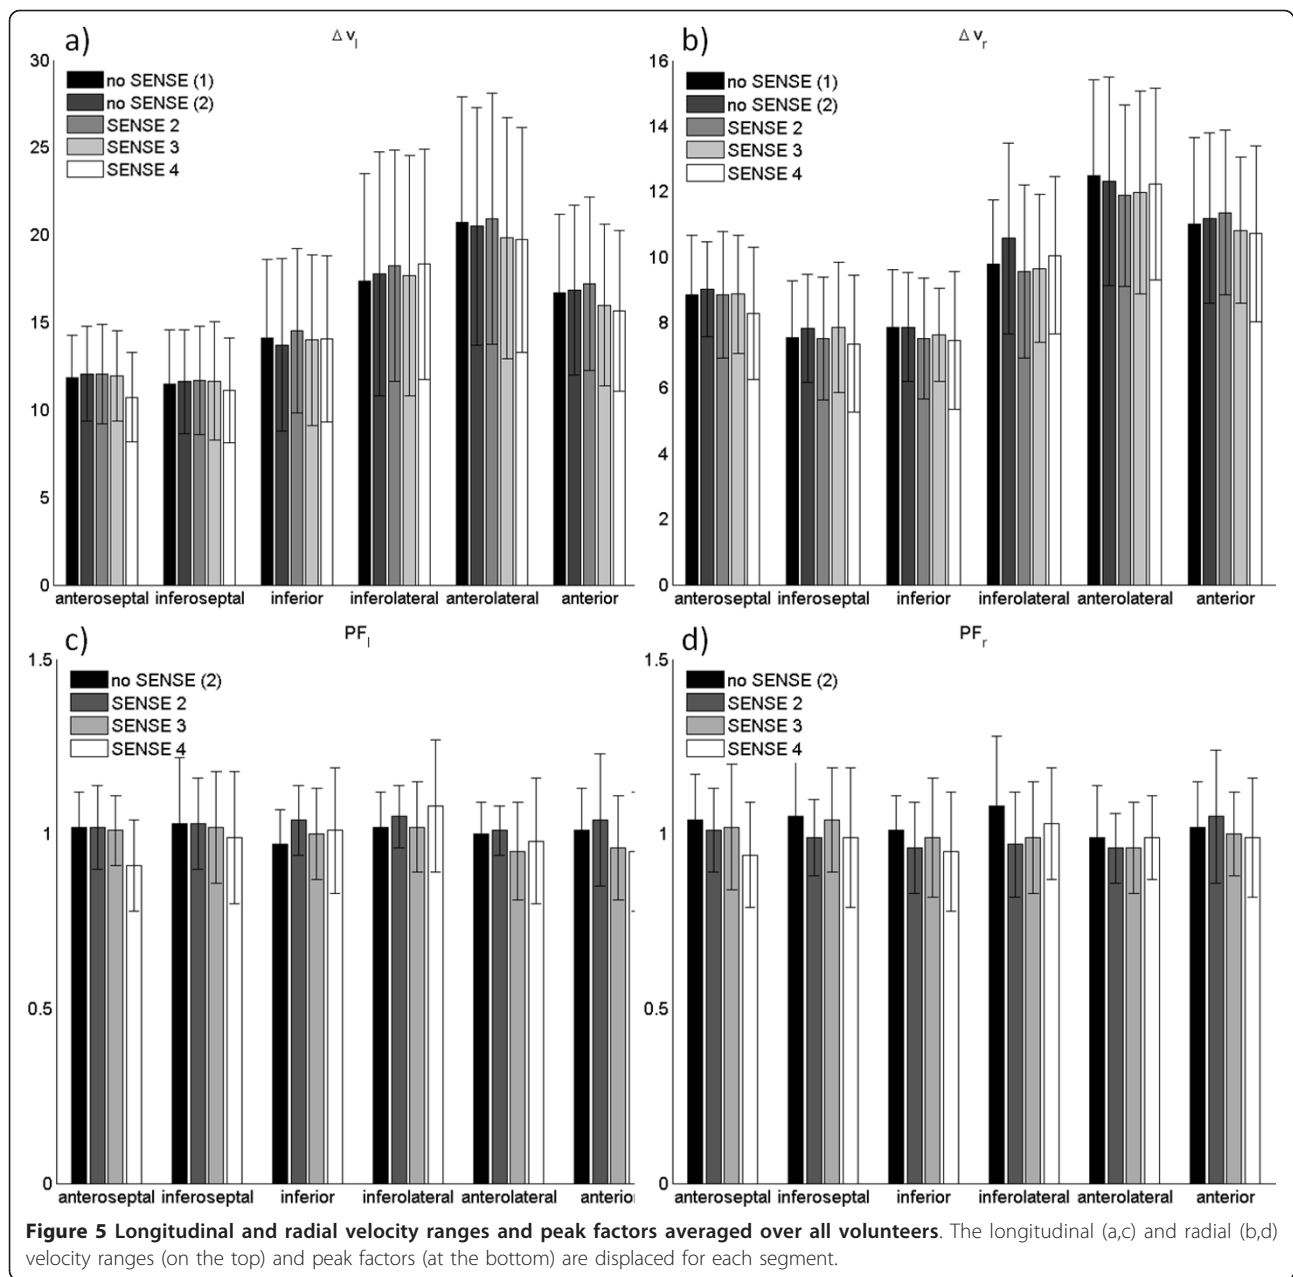 a)
Δ v_l
30
25
20
15
10
5
0
no SENSE (1)
no SENSE (2)
SENSE 2
SENSE 3
SENSE 4
anteroseptal inferoseptal inferior inferolateral anterolateral anterior
b)
Δ v_r
16
14
12
10
8
6
4
2
0
no SENSE (1)
no SENSE (2)
SENSE 2
SENSE 3
SENSE 4
anteroseptal inferoseptal inferior inferolateral anterolateral anterior
c)
PF_l
1.5
1
0.5
0
no SENSE (2)
SENSE 2
SENSE 3
SENSE 4
anteroseptal inferoseptal inferior inferolateral anterolateral anterior
d)
PF_r
1.5
1
0.5
0
no SENSE (2)
SENSE 2
SENSE 3
SENSE 4
anteroseptal inferoseptal inferior inferolateral anterolateral anterior
Figure 5 Longitudinal and radial velocity ranges and peak factors averaged over all volunteers. The longitudinal (a,c) and radial (b,d)
velocity ranges (on the top) and peak factors (at the bottom) are displaced for each segment.